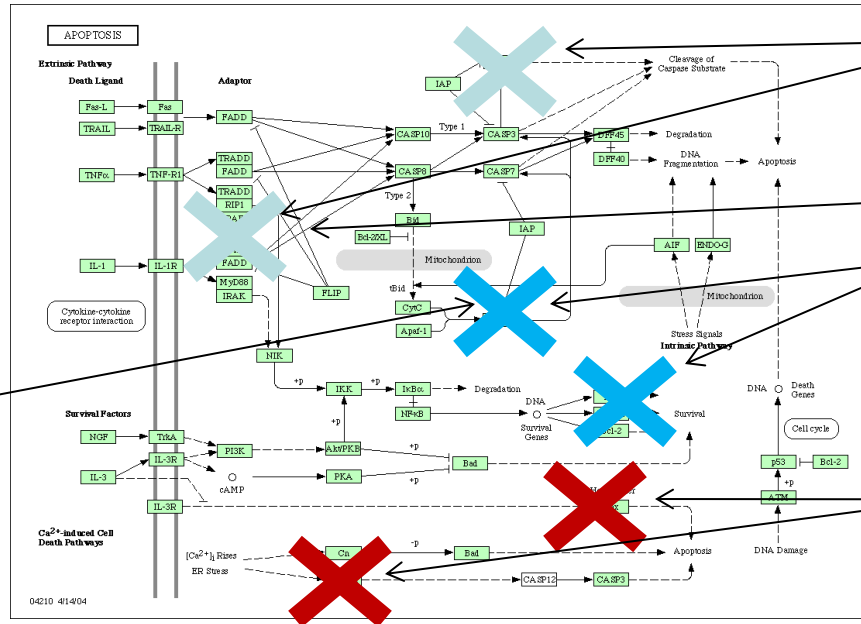 APOPTOSIS
Extrinsic Pathway
Death Ligand
Adaptor
Cleavage of
Caspase Substrate
IAP
Fas-L
Fas
FADD
TRAIL
TRAIL-R
Type 1
CASP10
CASP3
DFF45
Degradation
DFF40
DNA
Fragmentation
Apoptosis
TNFα
TNF-R1
TRADD
FADD
CASP8
CASP7
TRADD
RIP1
Type 2
Bid
IAP
Bcl-2/XL
AIF
ENDO-G
Mitochondrion
IL-1
IL-1R
FADD
MyD88
IRAK
FLIP
tBid
Mitochondrion
CytC
Apaf-1
Cytokine-cytokine
receptor interaction
Stress Signals
Intrinsic Pathway
NIK
+p
+p
IKK
IκBα
Degradation
DNA
NF-κB
Survival
Genes
Survival
Bcl-2
DNA
Death
Genes
Survival Factors
+p
Cell cycle
NGF
TrkA
PI3K
Akt/PKB
+p
IL-3R
Bad
p53
Bcl-2
IL-3
cAMP
PKA
+p
+p
ATM
IL-3R
Ca2+-induced Cell
Death Pathways
[Ca2+]i Rises
Cn
-p
Bad
Apoptosis
DNA Damage
ER Stress
CASP12
CASP3
04210 4/14/04